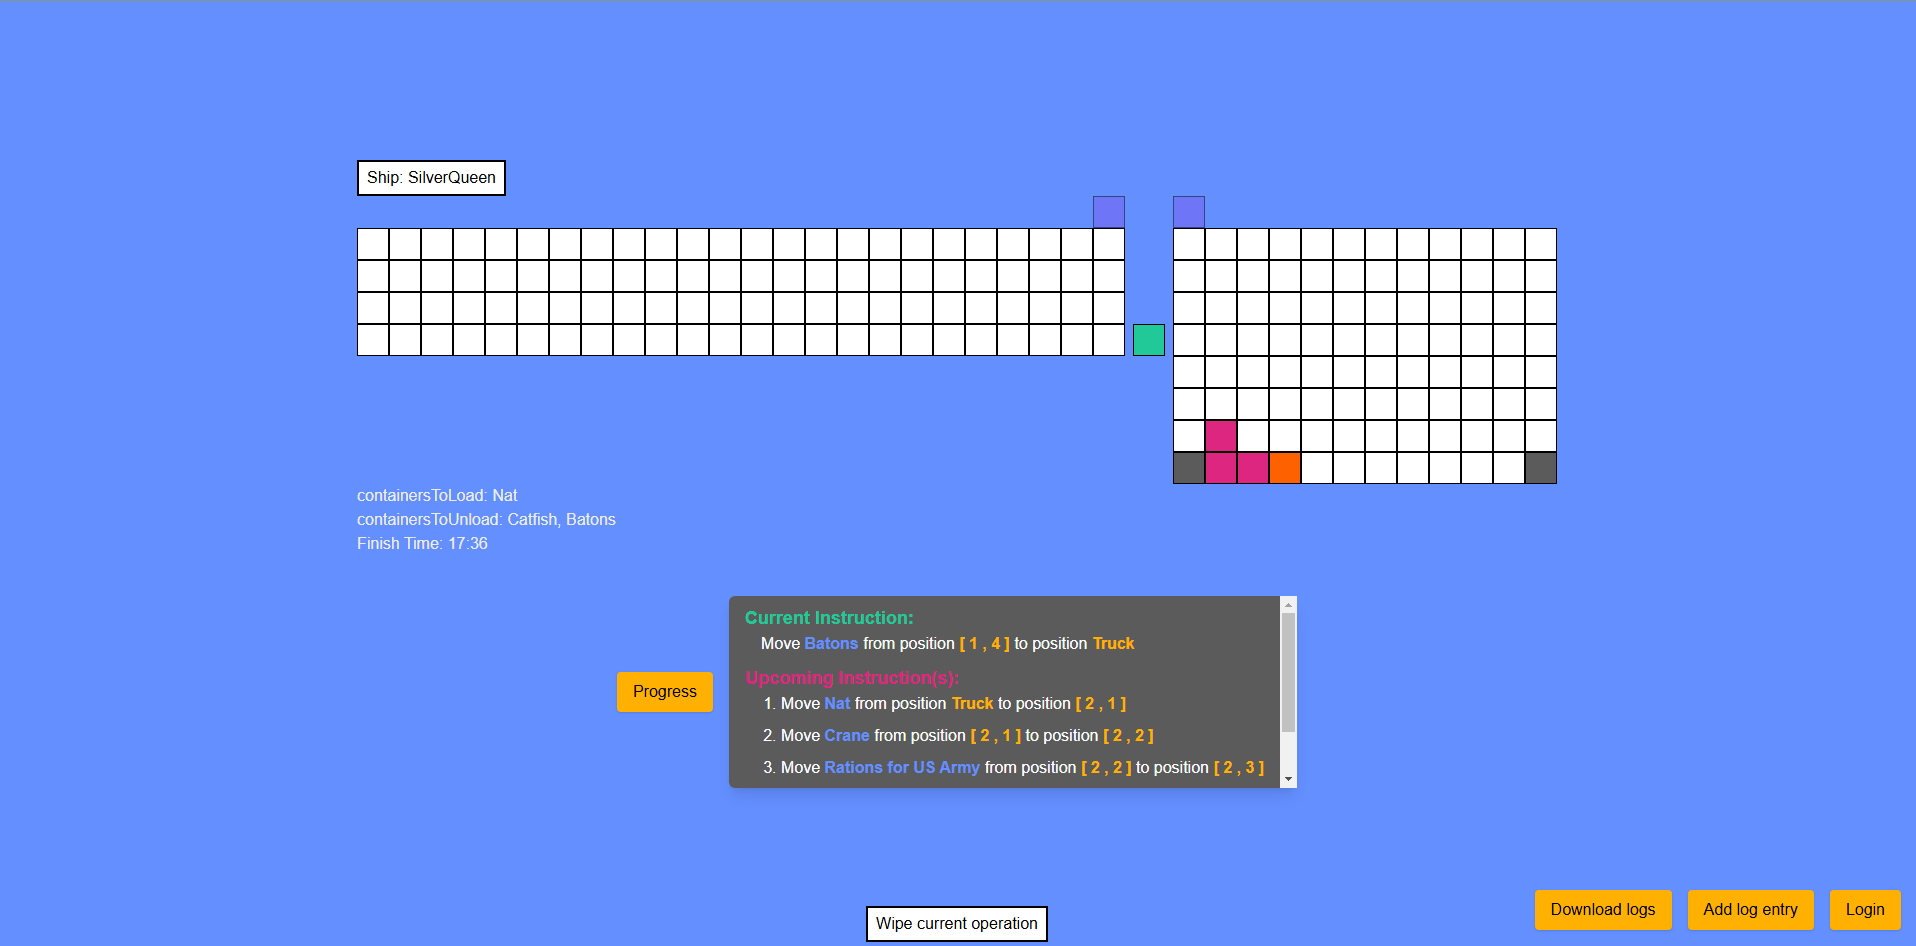 Ship: SilverQueen
containersToLoad: Nat
containersToUnload: Catfish, Batons
Finish Time: 17:36
Current Instruction:
Move Batons from position [ 1 , 4 ] to position Truck
Upcoming Instruction(s):
1. Move Nat from position Truck to position [ 2 , 1 ]
2. Move Crane from position [ 2 , 1 ] to position [ 2 , 2 ]
3. Move Rations for US Army from position [ 2 , 2 ] to position [ 2 , 3 ]
Progress
Wipe current operation
Download logs
Add log entry
Login